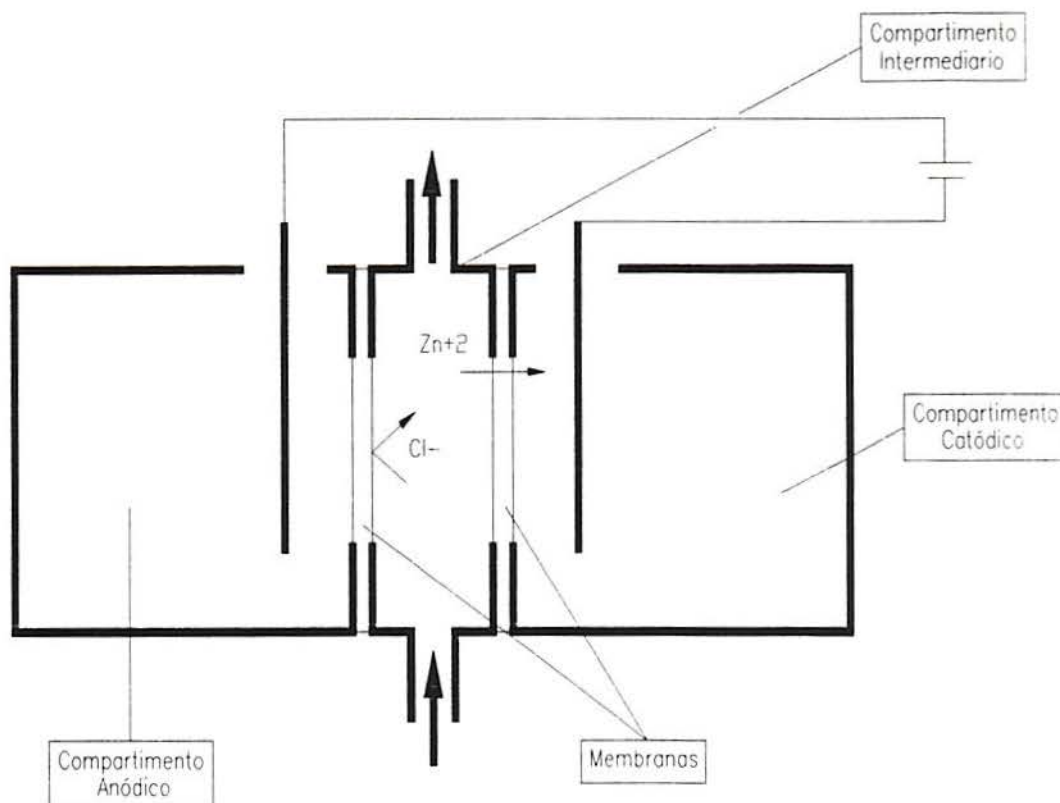 Compartimento
Intermediario
Zn+2
Cl-
Compartimento
Catódico
Compartimento
Anódico
Membranas